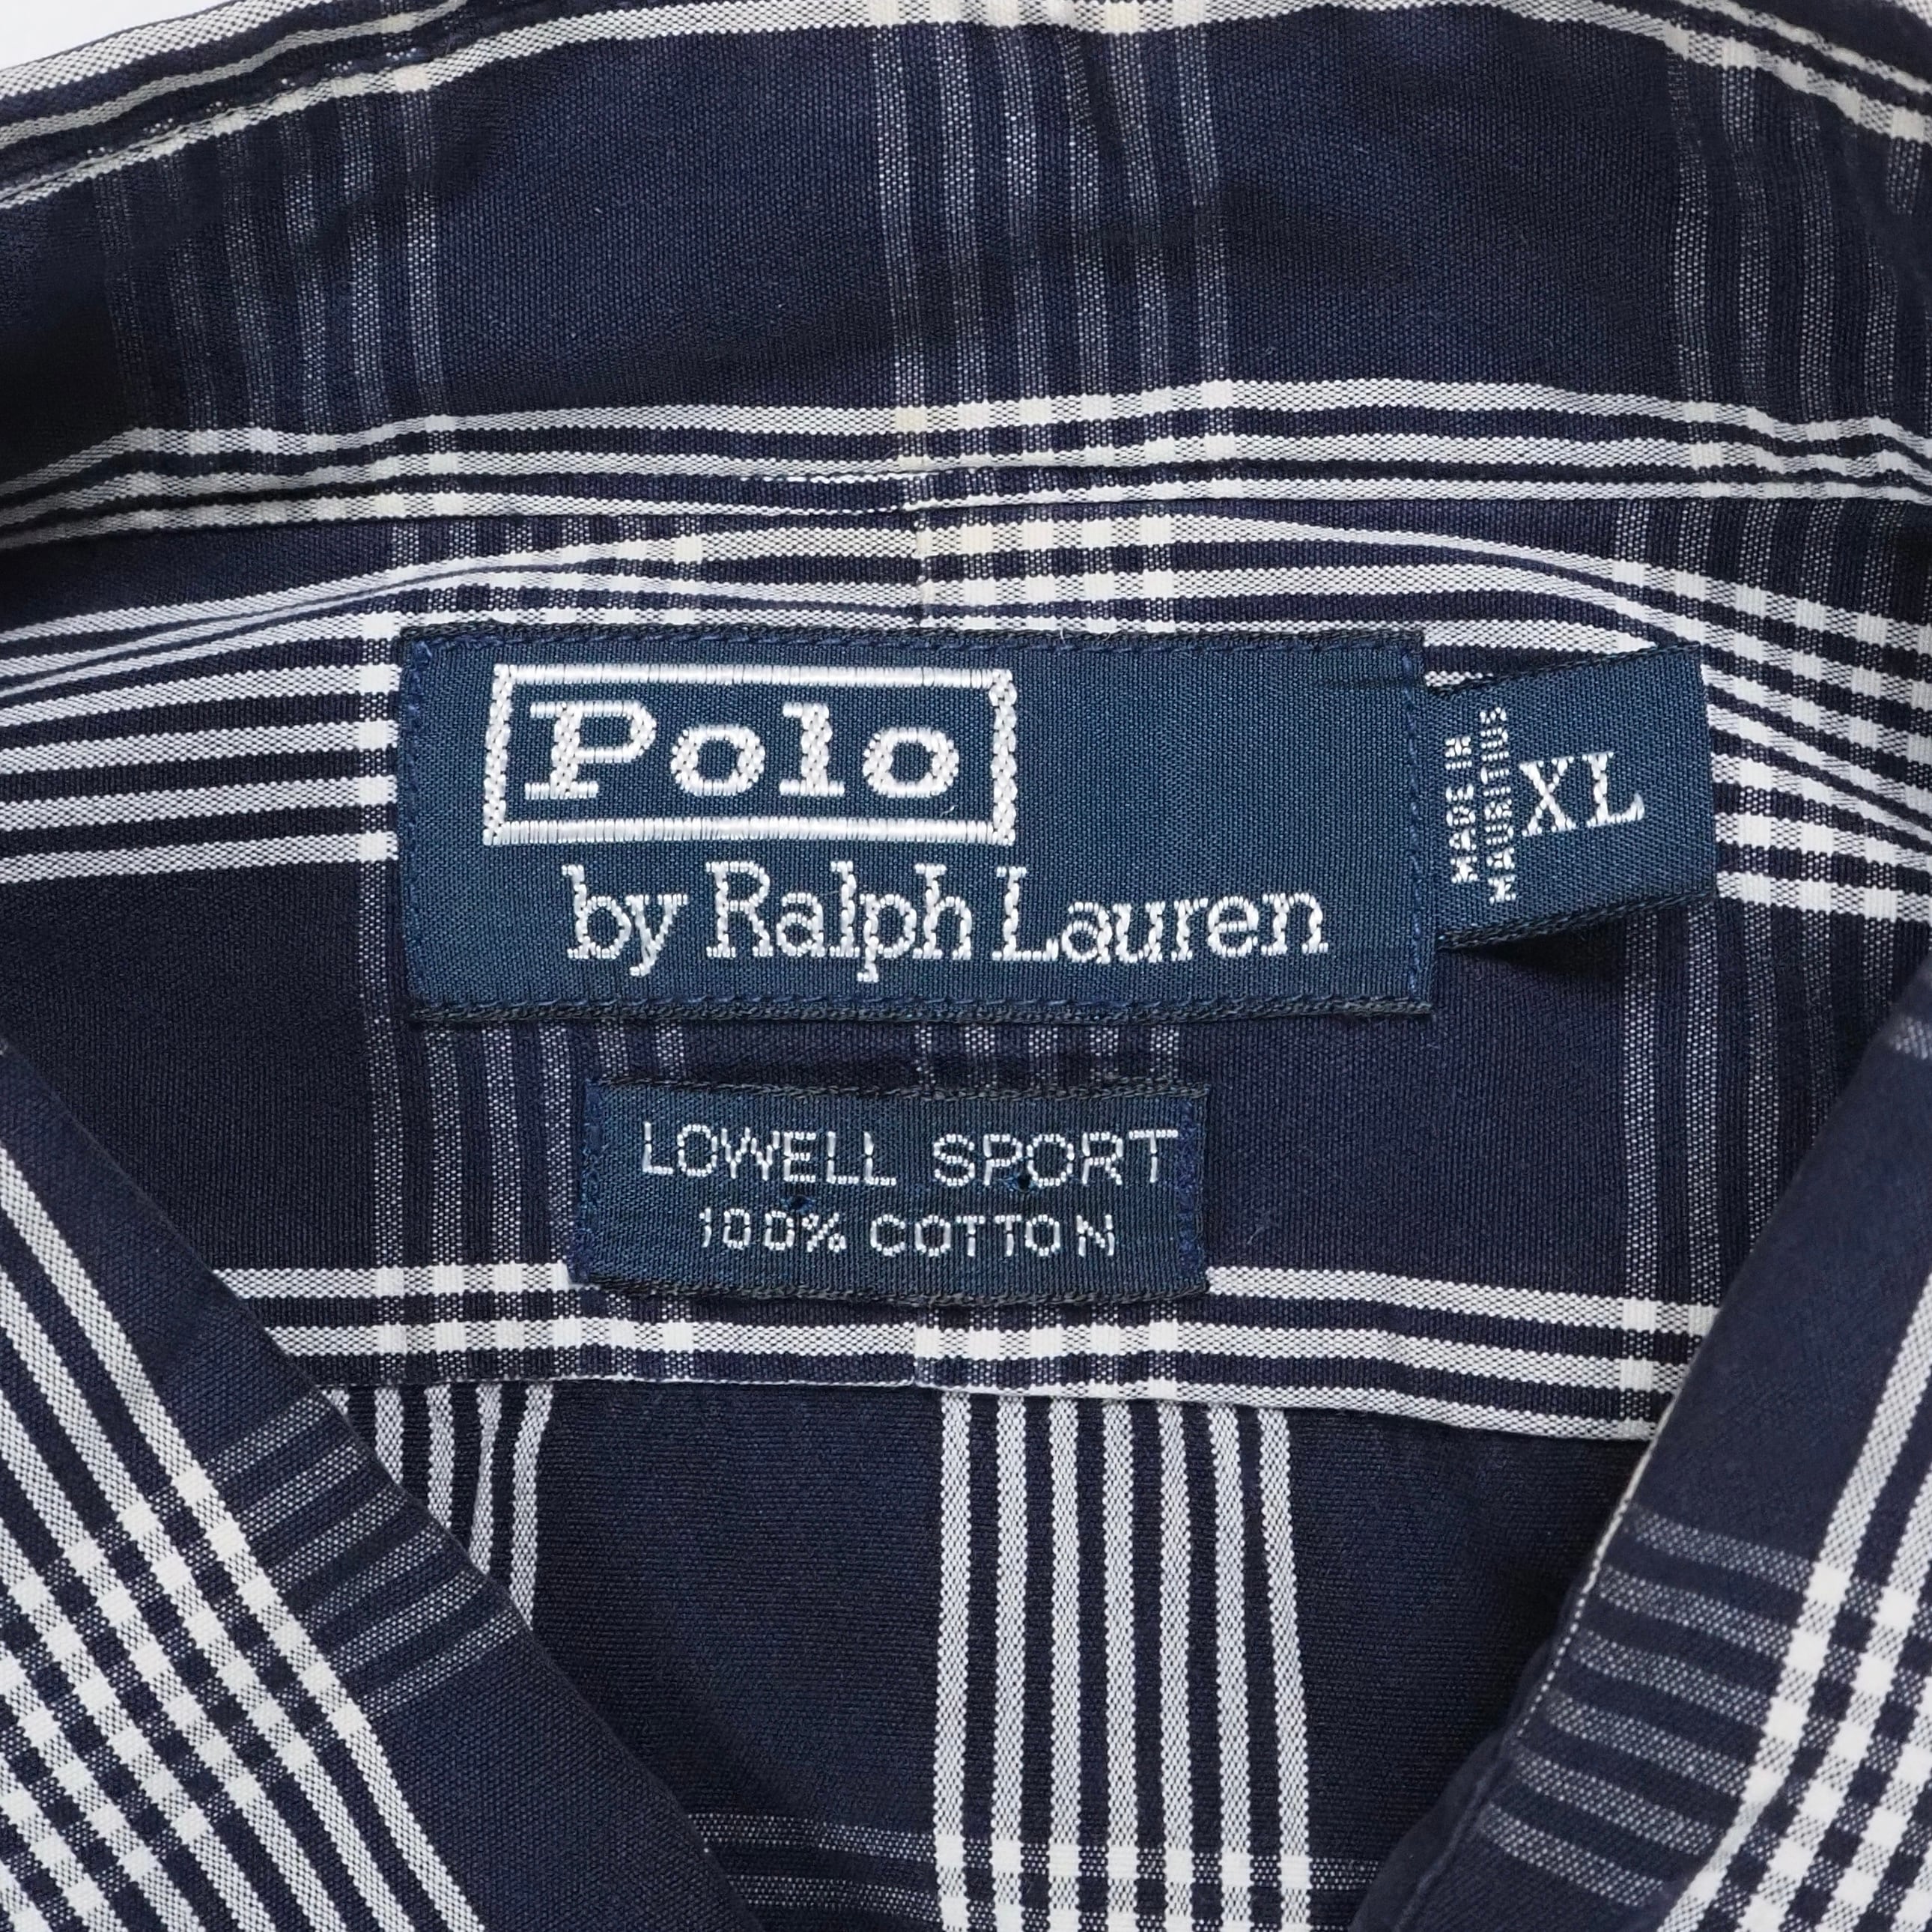 Polo
by Ralph Lauren
MADE IN
MAURITIUS
XL
LOWELL SPORT
100% COTTON